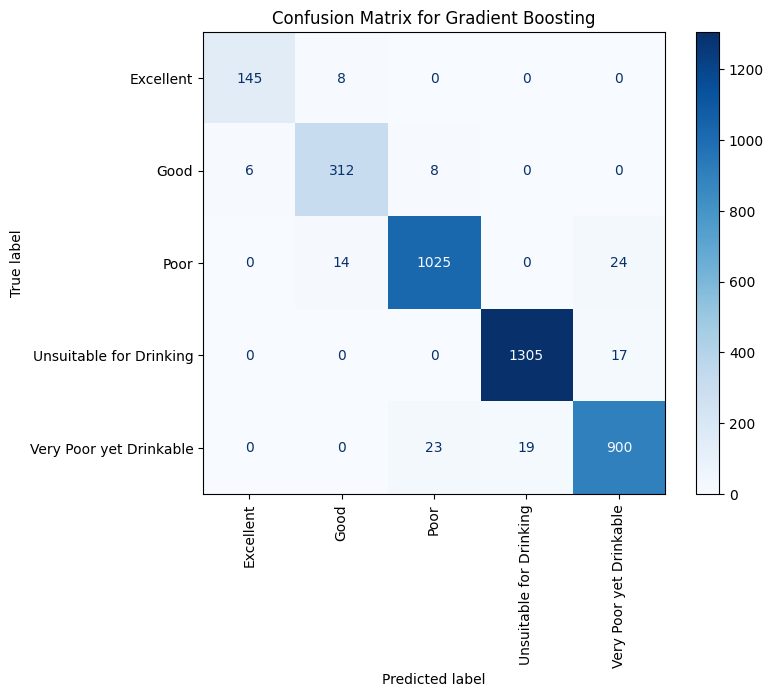 Confusion Matrix for Gradient Boosting
True label
Excellent 145 8 0 0 0
Good 6 312 8 0 0
Poor 0 14 1025 0 24
Unsuitable for Drinking 0 0 0 1305 17
Very Poor yet Drinkable 0 0 23 19 900
Excellent
Good
Poor
Unsuitable for Drinking
Very Poor yet Drinkable
Predicted label
1200
1000
800
600
400
200
0